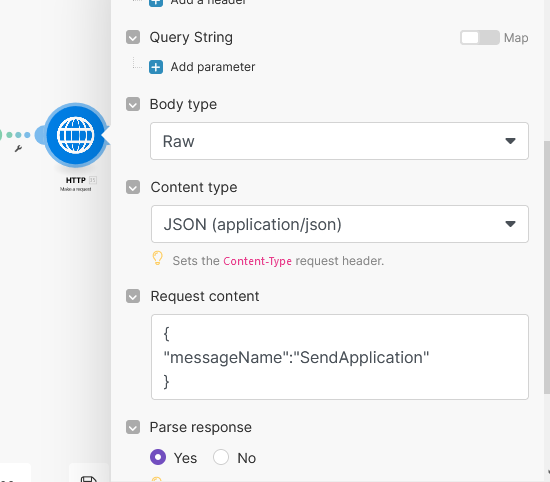 Add a header
Query String
Map
Add parameter
Body type
Raw
HTTP
Make a request
Content type
JSON (application/json)
Sets the Content-Type request header.
Request content
{
"messageName":"SendApplication"
}
Parse response
Yes
No